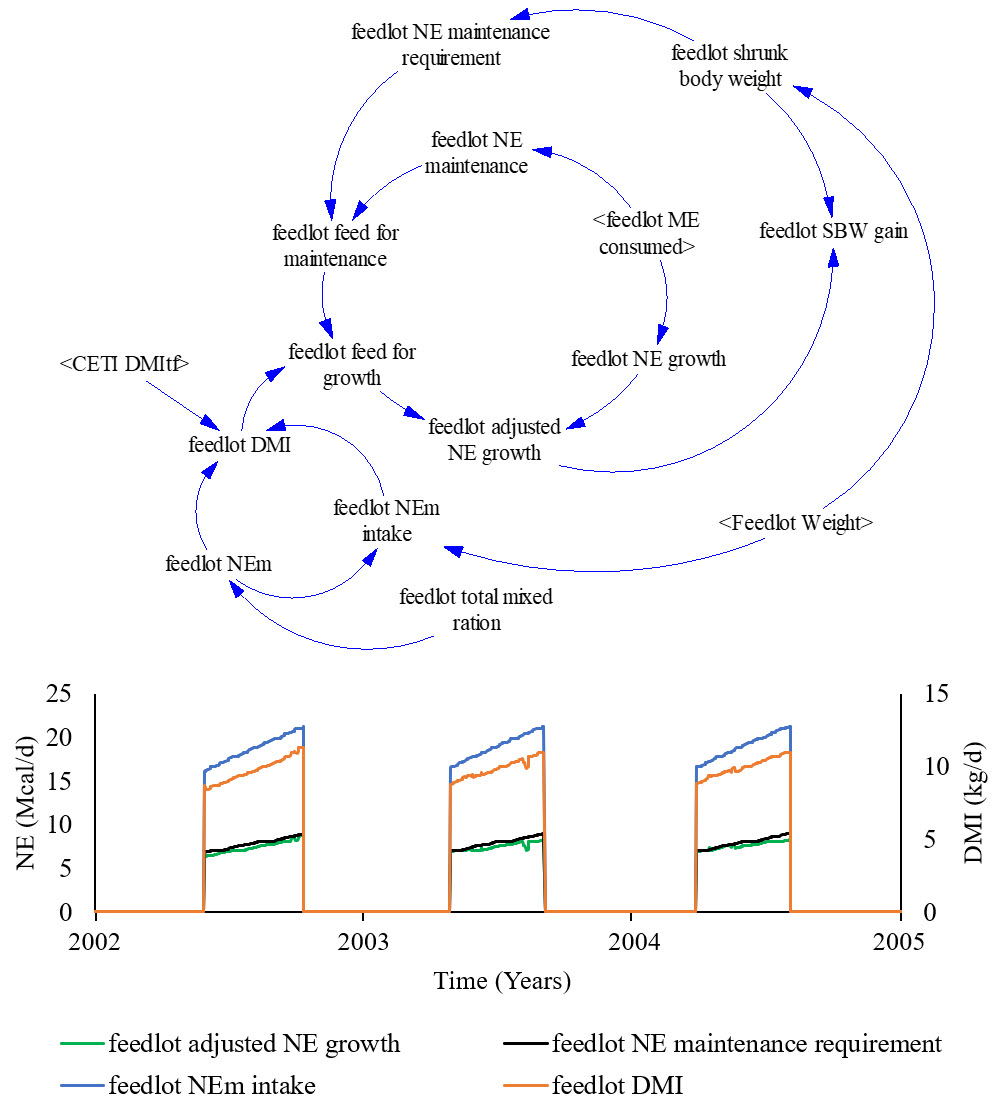 feedlot NE maintenance
requirement
feedlot shrunk
body weight
feedlot NE
maintenance
<feedlot ME
consumed>
feedlot SBW gain
feedlot feed for
maintenance
<CETI DMItf>
feedlot feed for
growth
feedlot NE growth
feedlot adjusted
NE growth
feedlot DMI
feedlot NEm
intake
<Feedlot Weight>
feedlot NEm
feedlot total mixed
ration
25
20
15
10
5
0
NE (Mcal/d)
15
10
5
0
DMI (kg/d)
2002
2003
2004
2005
Time (Years)
feedlot adjusted NE growth
feedlot NE maintenance requirement
feedlot NEm intake
feedlot DMI